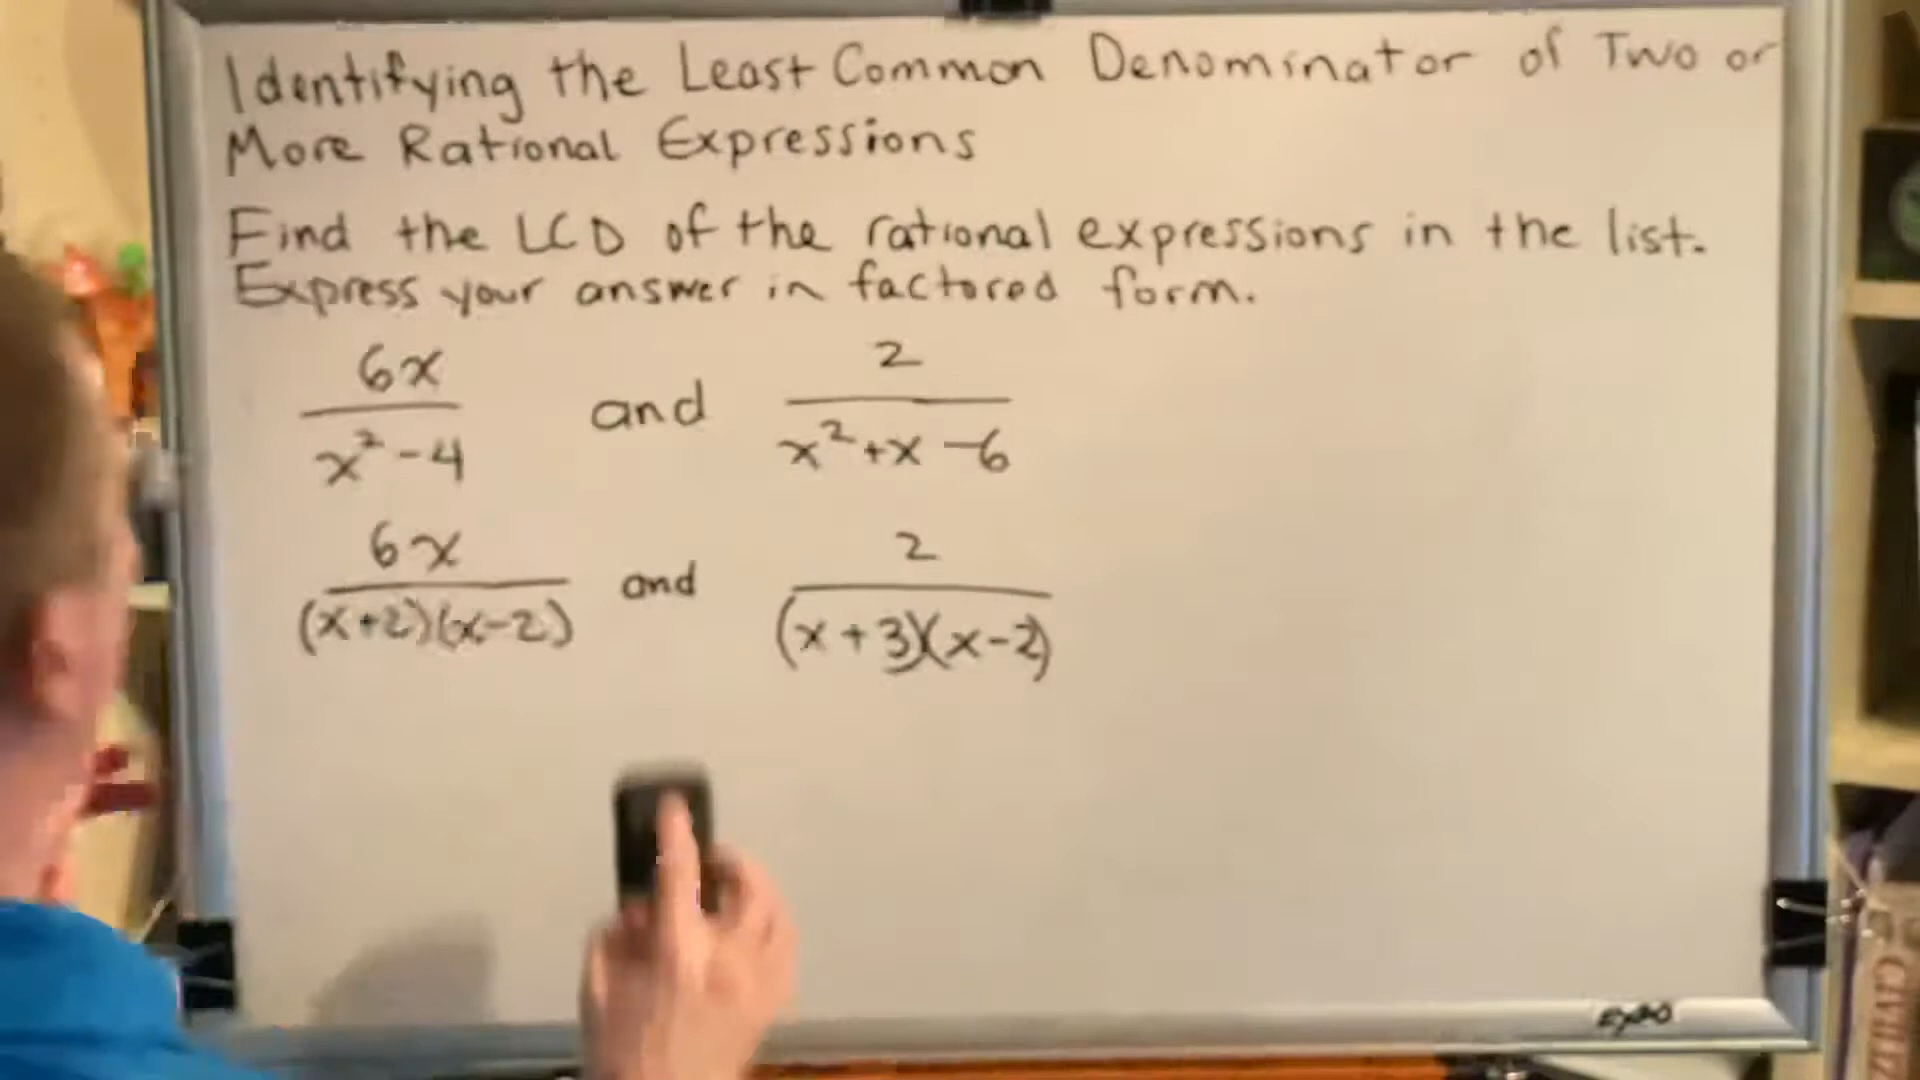 Identifying the Least Common Denominator of Two or
More Rational Expressions
Find the LCD of the rational expressions in the list.
Express your answer in factored form.
6x and 2
x²-4 x²+x-6
6x and 2
(x+2)(x-2) (x+3)(x-2)
EXPO